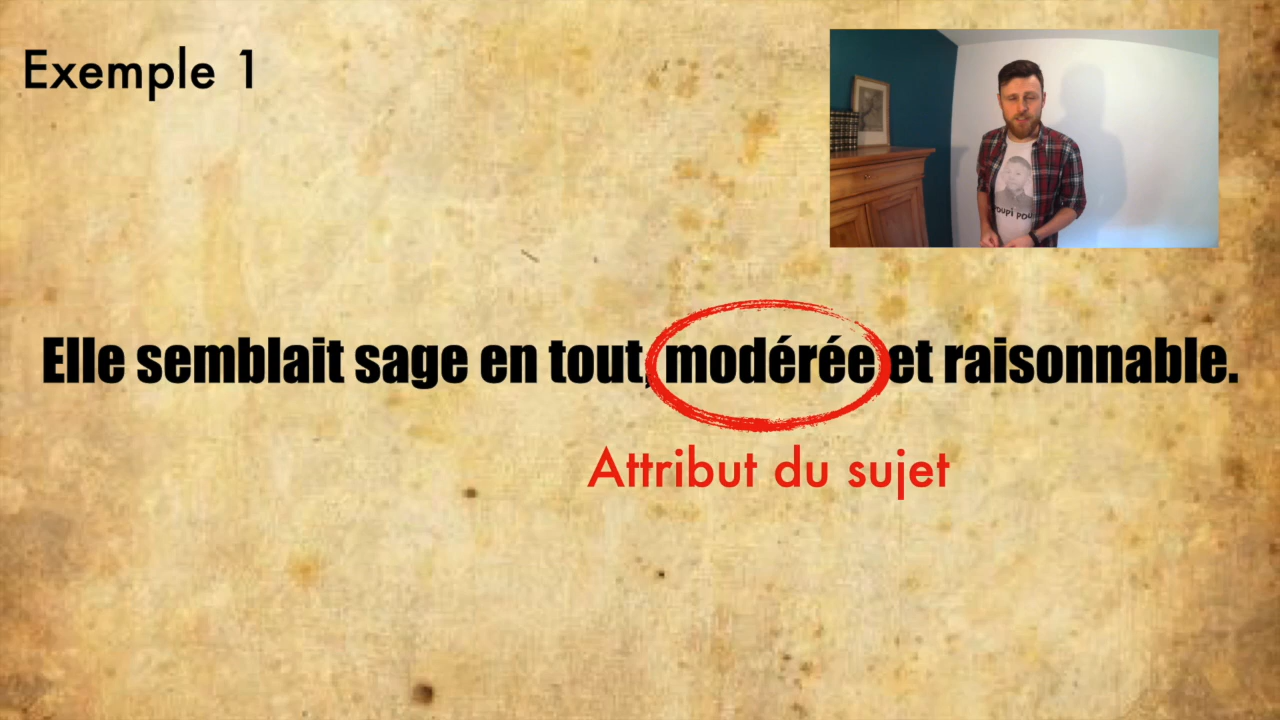 Exemple 1
Elle semblait sage en tout, modérée et raisonnable.
Attribut du sujet